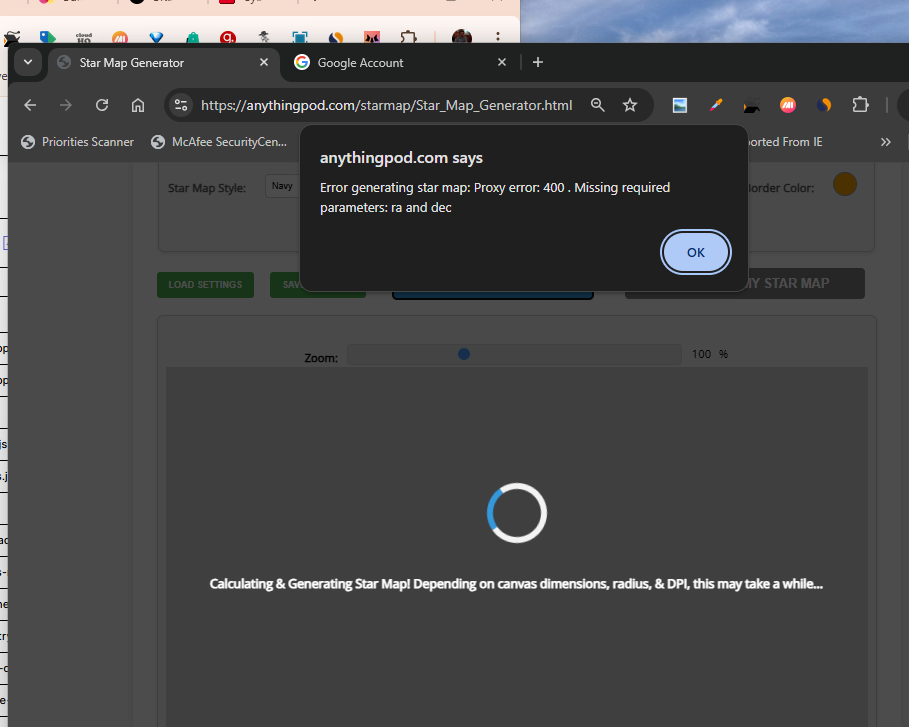 cloud
HQ
Star Map Generator
Google Account
https://anythingpod.com/starmap/Star_Map_Generator.html
Priorities Scanner
McAfee SecurityCen...
ported From IE
anythingpod.com says
Error generating star map: Proxy error: 400 . Missing required
parameters: ra and dec
OK
Star Map Style:
Navy
Border Color:
LOAD SETTINGS
SAV
MY STAR MAP
Zoom:
100 %
Calculating & Generating Star Map! Depending on canvas dimensions, radius, & DPI, this may take a while...